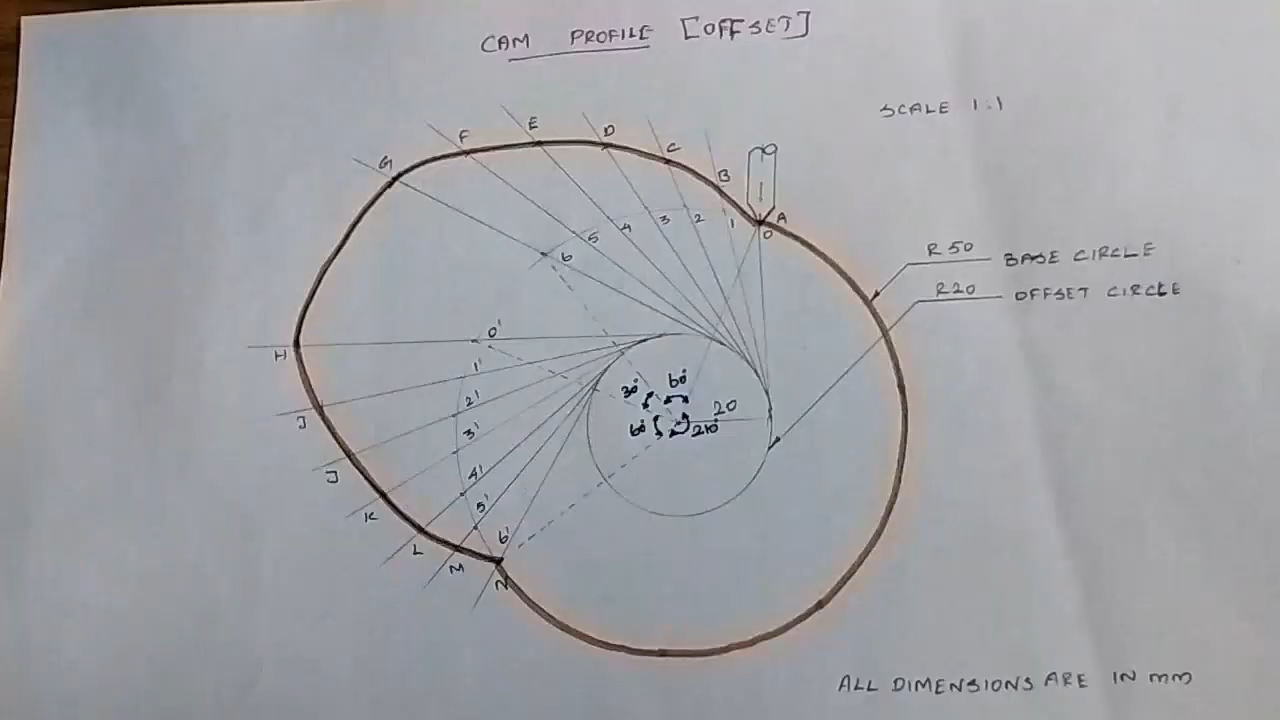 CAM PROFILE [OFFSET]
SCALE 1:1
G F E D C B A
6 5 4 3 2 1 0
R50 BASE CIRCLE
R20 OFFSET CIRCLE
H 0'
I 1'
J 2'
K 3'
L 4'
M 5'
N 6'
30° 60°
60° 210°
20
ALL DIMENSIONS ARE IN mm